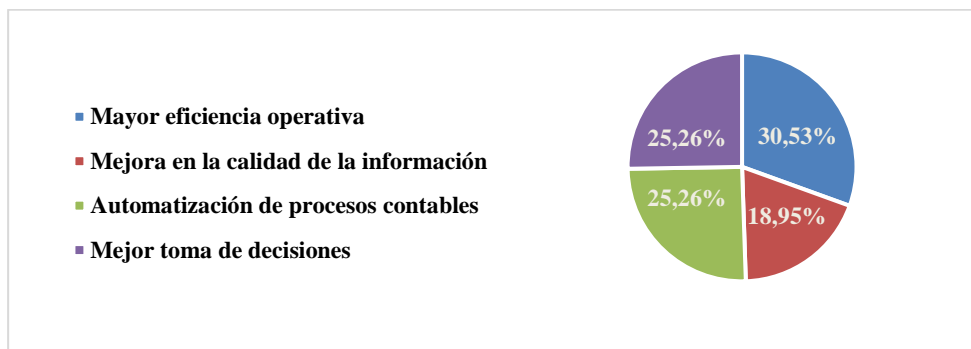 Mayor eficiencia operativa
Mejora en la calidad de la información
Automatización de procesos contables
Mejor toma de decisiones
25,26%
30,53%
25,26%
18,95%